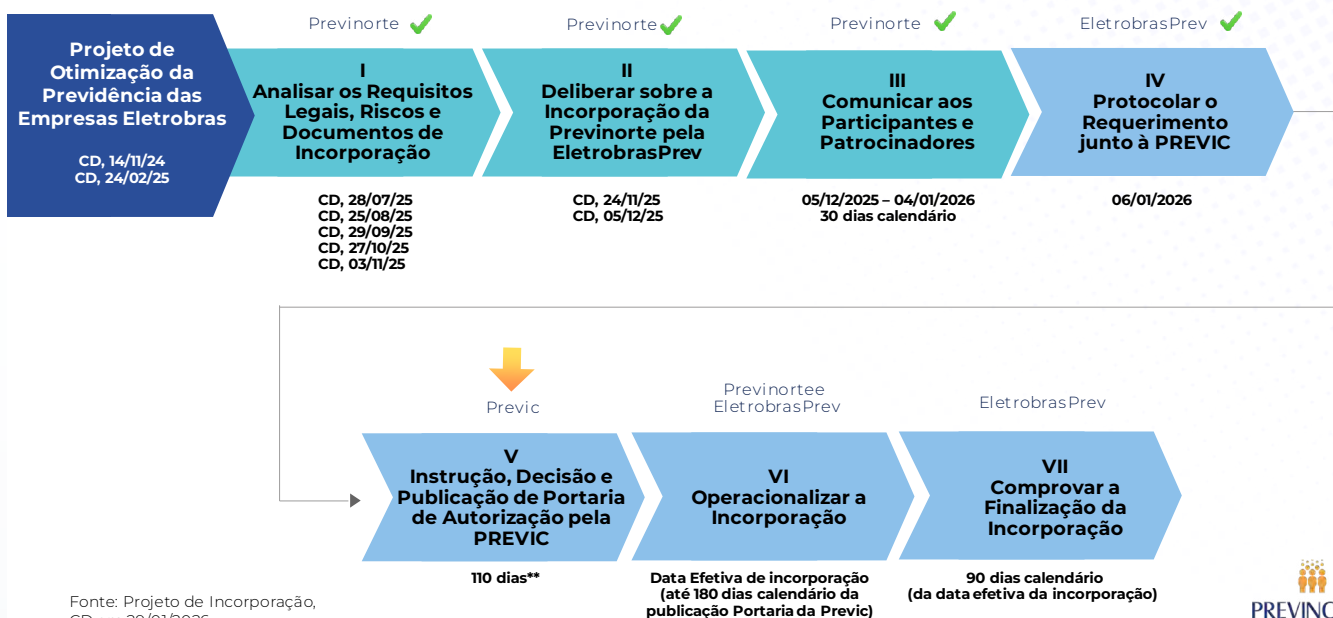 Previnorte
Previnorte
Previnorte
EletrobrasPrev
Projeto de
Otimização da
Previdência das
Empresas Eletrobras
CD, 14/11/24
CD, 24/02/25
I
Analisar os Requisitos
Legais, Riscos e
Documentos de
Incorporação
II
Deliberar sobre a
Incorporação da
Previnorte pela
EletrobrasPrev
III
Comunicar aos
Participantes e
Patrocinadores
IV
Protocolar o
Requerimento
junto à PREVIC
CD, 28/07/25
CD, 25/08/25
CD, 29/09/25
CD, 27/10/25
CD, 03/11/25
CD, 24/11/25
CD, 05/12/25
05/12/2025 – 04/01/2026
30 dias calendário
06/01/2026
Previc
Previnortee
EletrobrasPrev
EletrobrasPrev
V
Instrução, Decisão e
Publicação de Portaria
de Autorização pela
PREVIC
VI
Operacionalizar a
Incorporação
VII
Comprovar a
Finalização da
Incorporação
110 dias**
Data Efetiva de incorporação
(até 180 dias calendário da
publicação Portaria da Previc)
90 dias calendário
(da data efetiva da incorporação)
Fonte: Projeto de Incorporação,